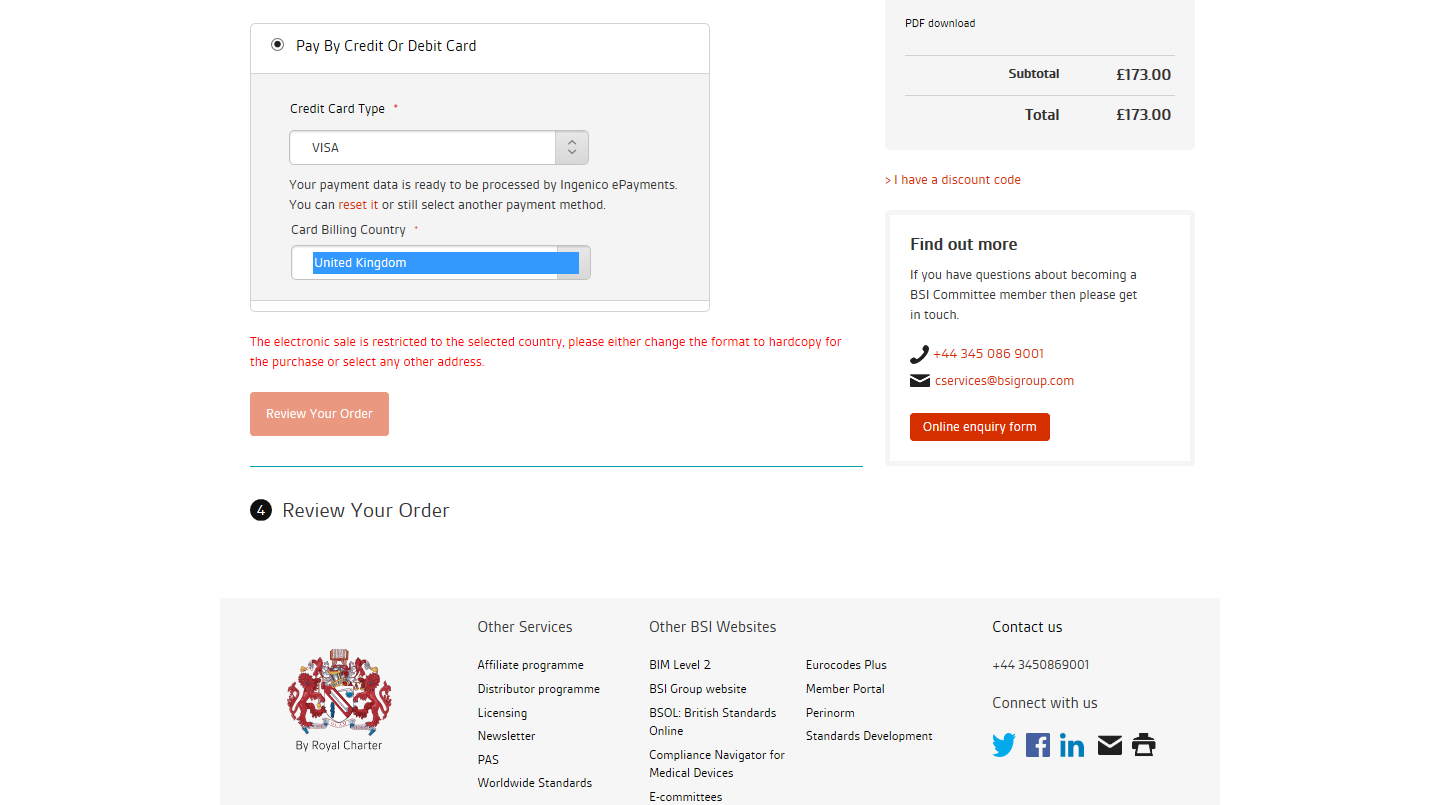 Pay By Credit Or Debit Card
Credit Card Type *
VISA
Your payment data is ready to be processed by Ingenico ePayments.
You can reset it or still select another payment method.
Card Billing Country *
United Kingdom
The electronic sale is restricted to the selected country, please either change the format to hardcopy for
the purchase or select any other address.
Review Your Order
4 Review Your Order
PDF download
Subtotal £173.00
Total £173.00
> I have a discount code
Find out more
If you have questions about becoming a
BSI Committee member then please get
in touch.
+44 345 086 9001
cservices@bsigroup.com
Online enquiry form
By Royal Charter
Other Services
Affiliate programme
Distributor programme
Licensing
Newsletter
PAS
Worldwide Standards
Other BSI Websites
BIM Level 2
BSI Group website
BSOL: British Standards
Online
Compliance Navigator for
Medical Devices
E-committees
Eurocodes Plus
Member Portal
Perinorm
Standards Development
Contact us
+44 3450869001
Connect with us